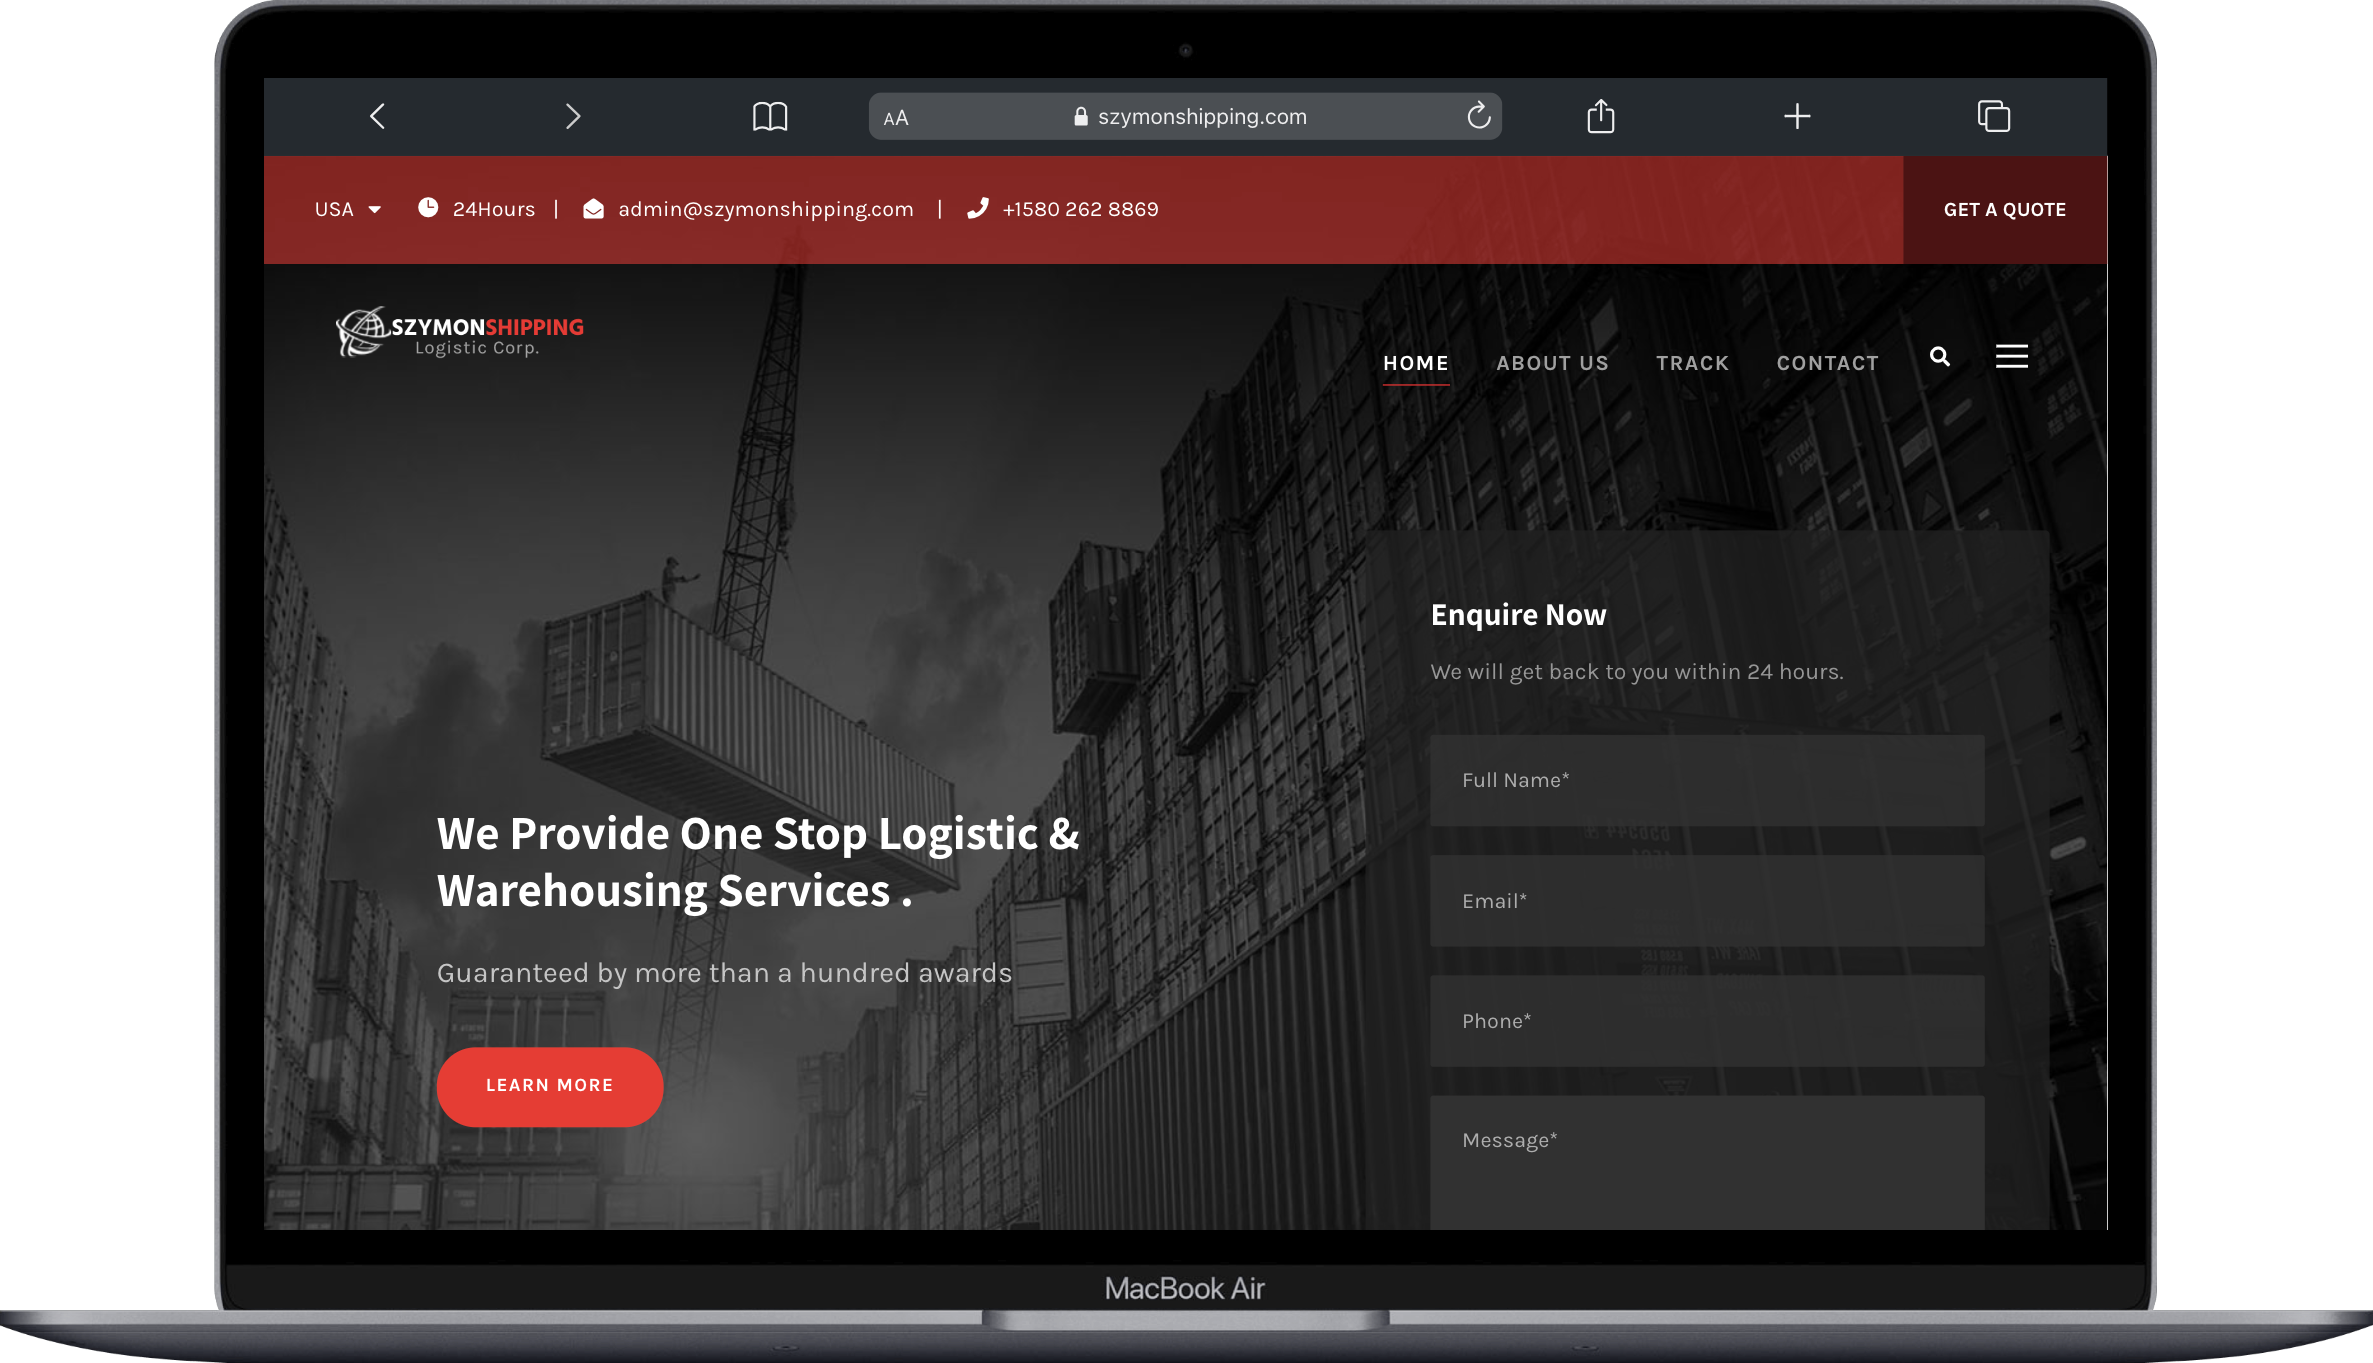 AA szymonshipping.com
USA 24Hours | admin@szymonshipping.com | +1580 262 8869 GET A QUOTE
SZYMONSHIPPING
Logistic Corp.
HOME ABOUT US TRACK CONTACT
Enquire Now
We will get back to you within 24 hours.
Full Name*
Email*
Phone*
Message*
We Provide One Stop Logistic &
Warehousing Services .
Guaranteed by more than a hundred awards
LEARN MORE
MacBook Air